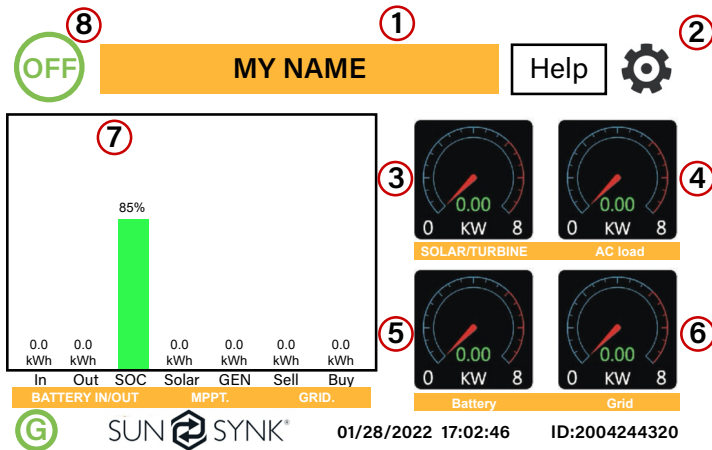 8
1
2
OFF
MY NAME
Help
7
3
4
85%
0.00
0 KW 8
0.00
0 KW 8
SOLAR/TURBINE
AC load
5
6
0.0 0.0 0.0 0.0 0.0 0.0
kWh kWh kWh kWh kWh kWh
0.00
0 KW 8
0.00
0 KW 8
In Out SOC Solar GEN Sell Buy
BATTERY IN/OUT MPPT. GRID.
Battery
Grid
G
SUN SYNK®
01/28/2022 17:02:46
ID:2004244320